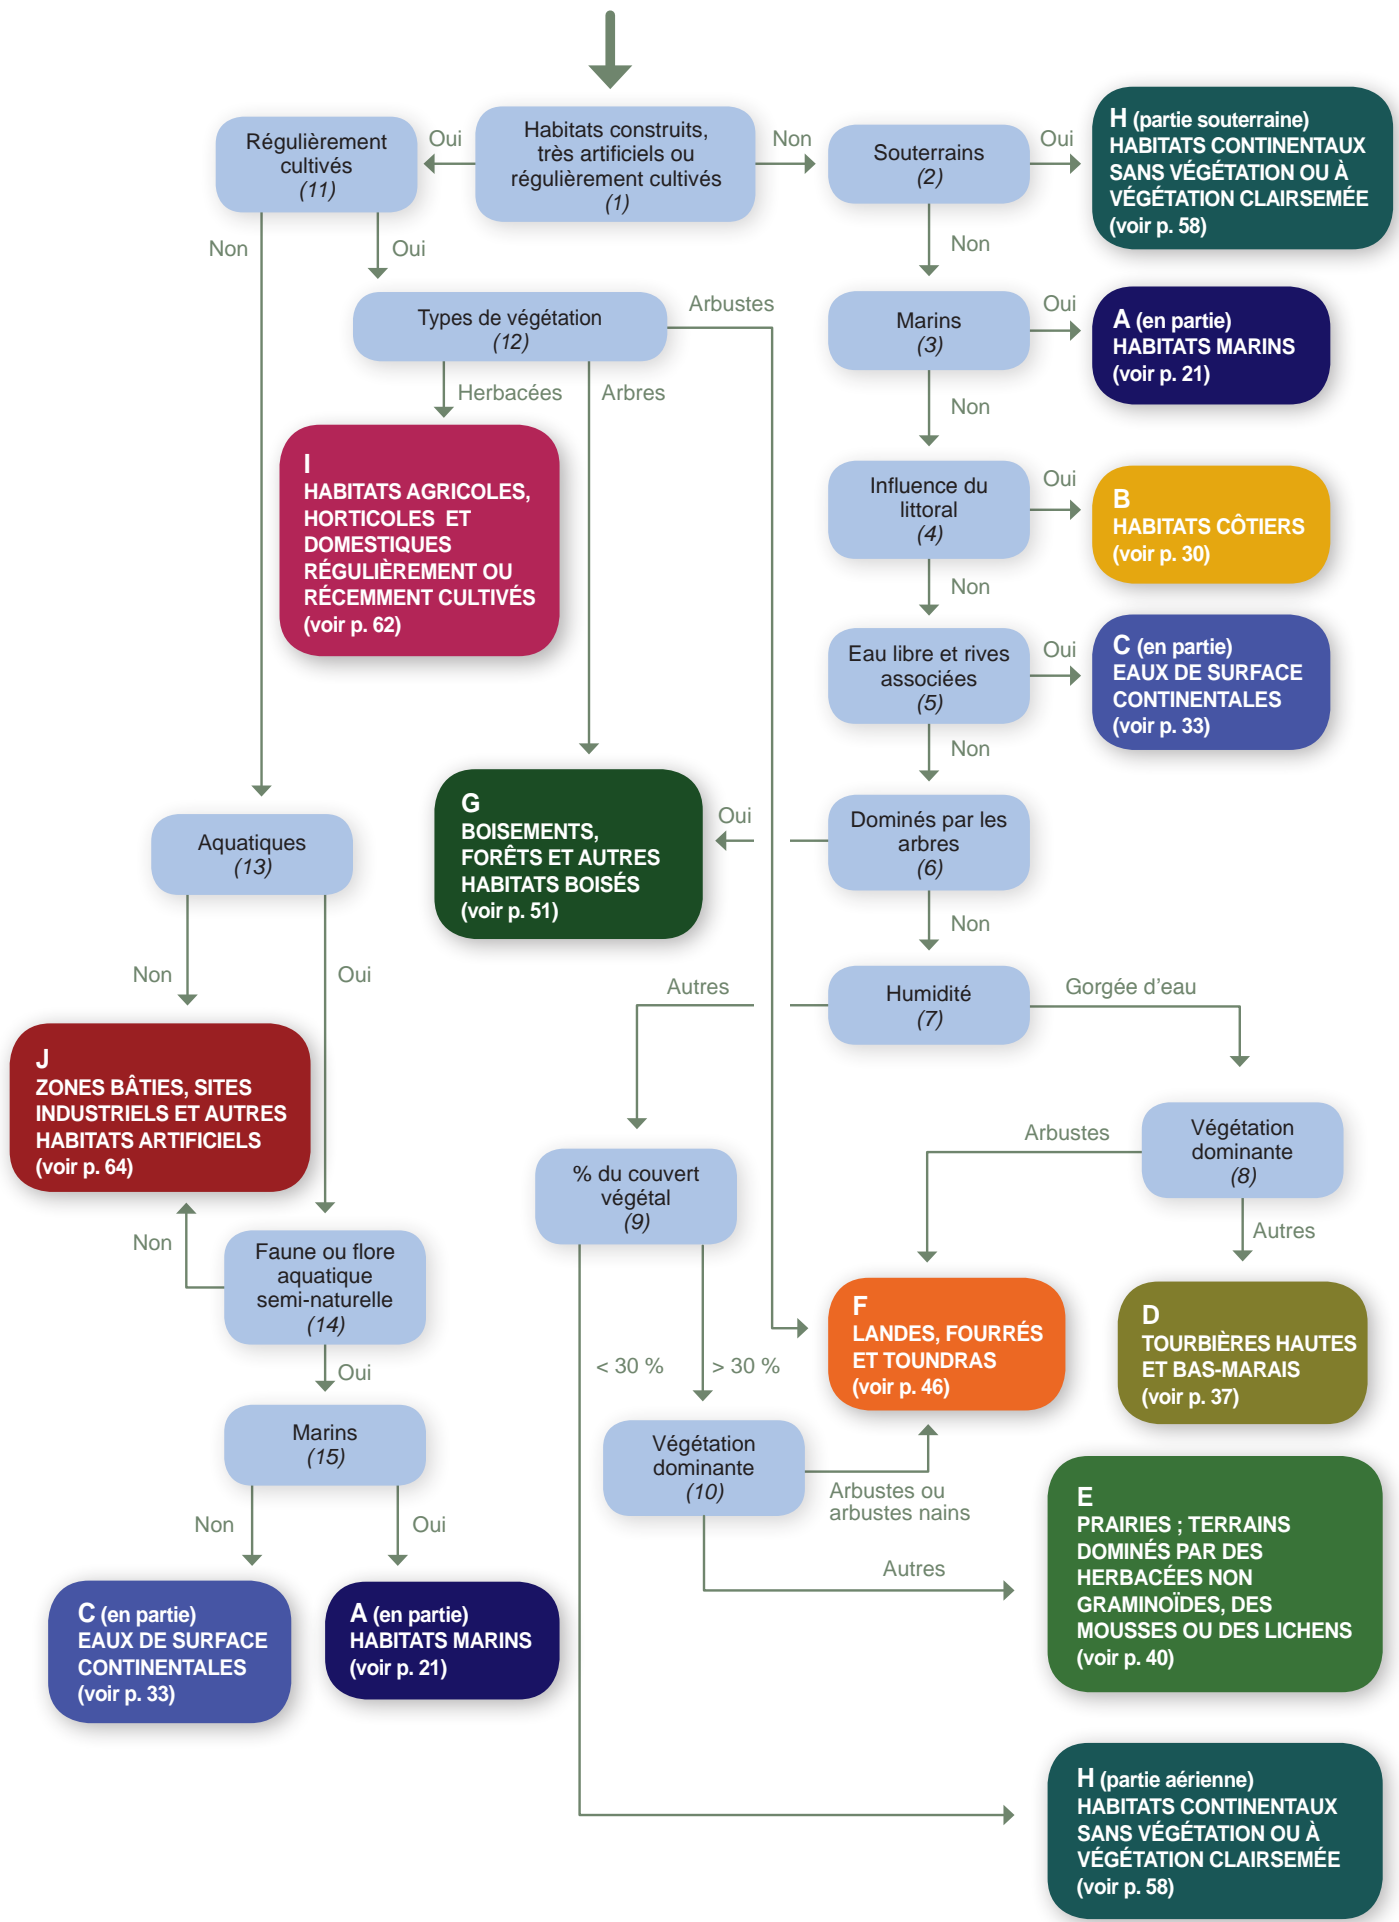 Habitats construits,
très artificiels ou
régulièrement cultivés
(1)
Oui
Non
Régulièrement
cultivés
(11)
Souterrains
(2)
Oui
H (partie souterraine)
HABITATS CONTINENTAUX
SANS VÉGÉTATION OU À
VÉGÉTATION CLAIRSEMÉE
(voir p. 58)
Non
Oui
Non
Types de végétation
(12)
Arbustes
Marins
(3)
Oui
A (en partie)
HABITATS MARINS
(voir p. 21)
Herbacées
Arbres
Non
I
HABITATS AGRICOLES,
HORTICOLES ET
DOMESTIQUES
RÉGULIÈREMENT OU
RÉCEMMENT CULTIVÉS
(voir p. 62)
Influence du
littoral
(4)
Oui
B
HABITATS CÔTIERS
(voir p. 30)
Non
Eau libre et rives
associées
(5)
Oui
C (en partie)
EAUX DE SURFACE
CONTINENTALES
(voir p. 33)
Non
G
BOISEMENTS,
FORÊTS ET AUTRES
HABITATS BOISÉS
(voir p. 51)
Oui
Dominés par les
arbres
(6)
Aquatiques
(13)
Non
Non
Oui
Autres
Humidité
(7)
Gorgée d'eau
J
ZONES BÂTIES, SITES
INDUSTRIELS ET AUTRES
HABITATS ARTIFICIELS
(voir p. 64)
% du couvert
végétal
(9)
Arbustes
Végétation
dominante
(8)
Autres
Non
Faune ou flore
aquatique
semi-naturelle
(14)
F
LANDES, FOURRÉS
ET TOUNDRAS
(voir p. 46)
D
TOURBIÈRES HAUTES
ET BAS-MARAIS
(voir p. 37)
< 30 %
> 30 %
Oui
Marins
(15)
Végétation
dominante
(10)
Arbustes ou
arbustes nains
E
PRAIRIES ; TERRAINS
DOMINÉS PAR DES
HERBACÉES NON
GRAMINOÏDES, DES
MOUSSES OU DES LICHENS
(voir p. 40)
Non
Oui
Autres
C (en partie)
EAUX DE SURFACE
CONTINENTALES
(voir p. 33)
A (en partie)
HABITATS MARINS
(voir p. 21)
H (partie aérienne)
HABITATS CONTINENTAUX
SANS VÉGÉTATION OU À
VÉGÉTATION CLAIRSEMÉE
(voir p. 58)